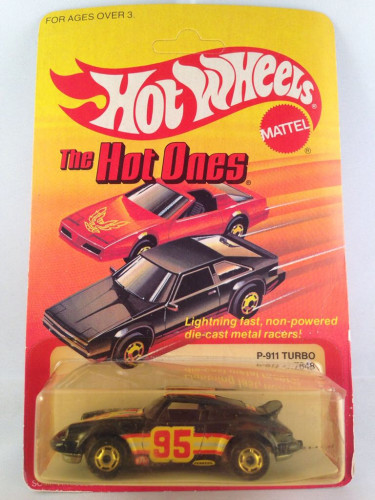 FOR AGES OVER 3.
Hot Wheels
MATTEL
The Hot Ones
Lightning fast, non-powered
die-cast metal racers!
P-911 TURBO
7648
95